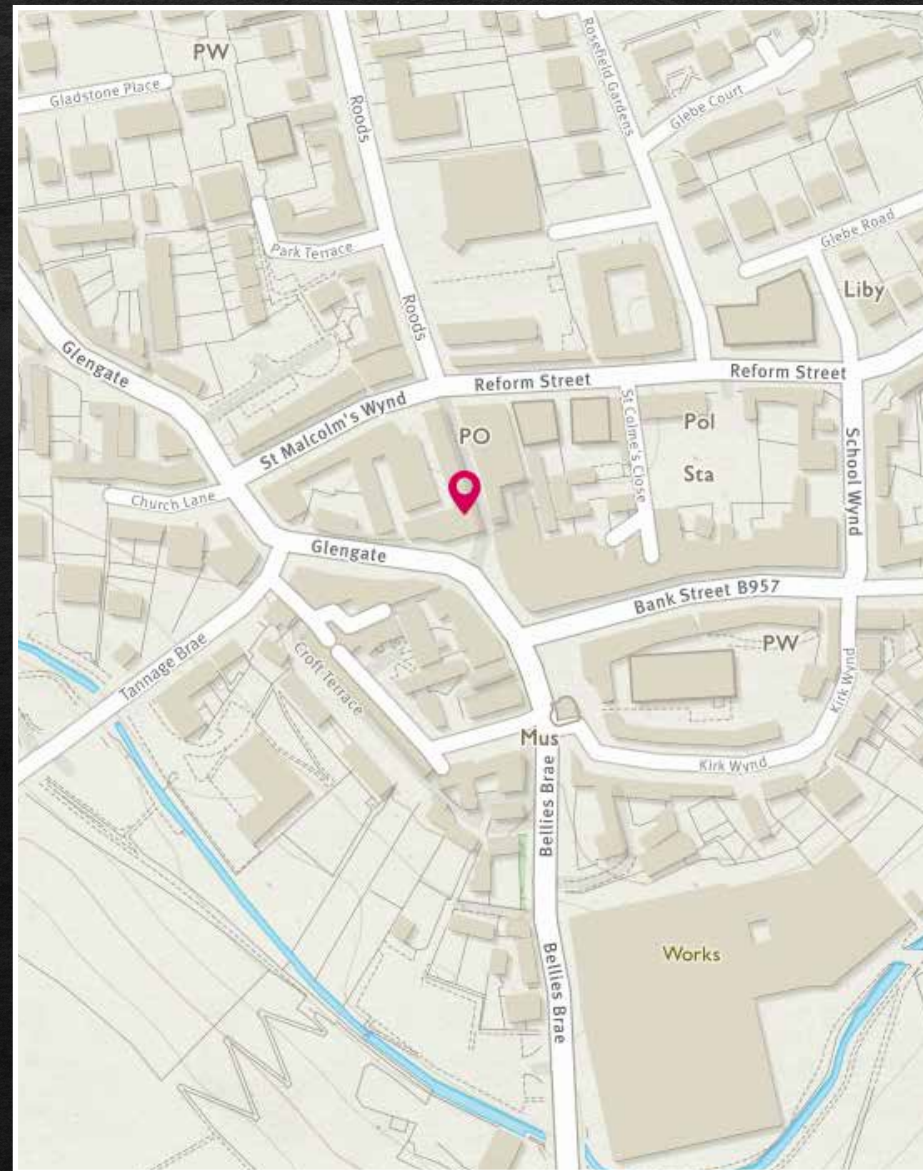 PW
Gladstone Place
Roods
Rosefield Gardens
Glebe Court
Park Terrace
Glebe Road
Liby
Roods
Glengate
St Malcolm's Wynd
Reform Street
Reform Street
St Colme's Close
PO
Pol
Sta
School Wynd
Church Lane
Glengate
Bank Street B957
PW
Tannage Brae
Croft Terrace
Kirk Wynd
Mus
Kirk Wynd
Bellies Brae
Works
Bellies Brae